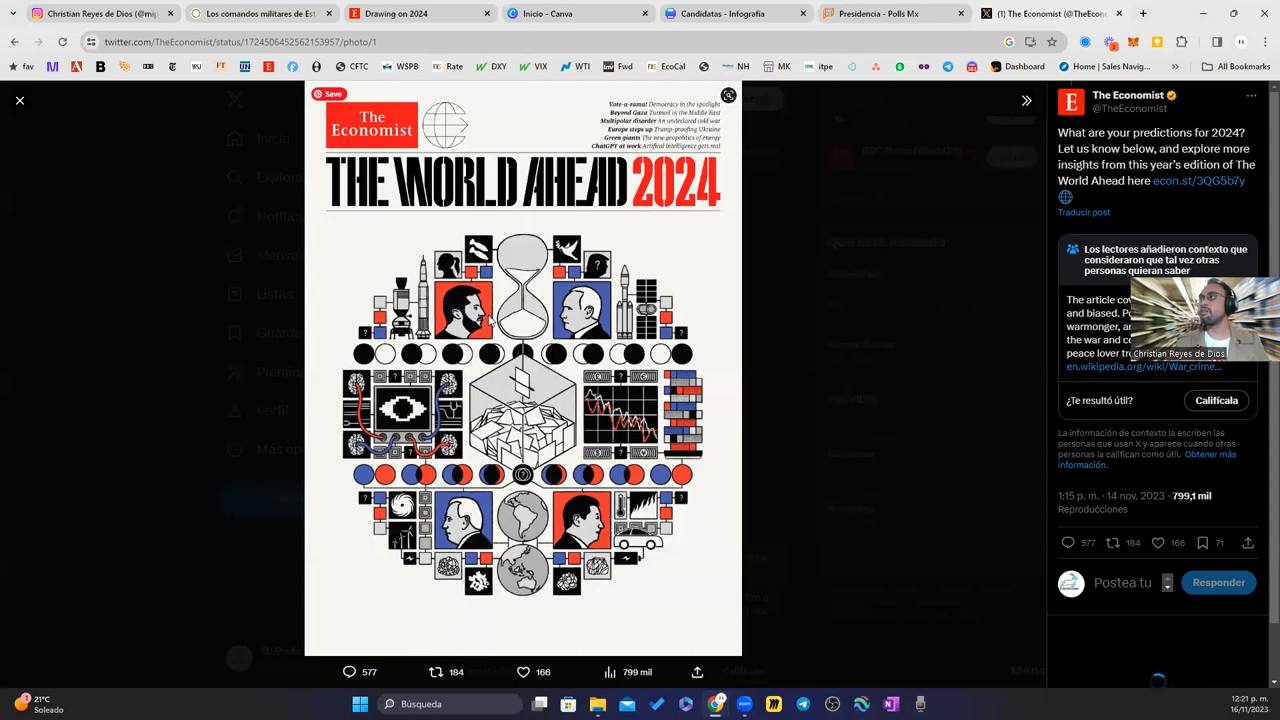 Christian Reyes de Dios (@mip
Los comandos militares de Est
Drawing on 2024
Inicio - Canva
Candidatas - Infografía
Presidencia - Polls Mx
(1) The Economist (@TheEconom
twitter.com/TheEconomist/status/1724506452562153957/photo/1
fav
CFTC
WSPB
Rate
DXY
VIX
WTI
Fwd
EcoCal
NH
MK
itpe
Dashboard
Home | Sales Navig...
All Bookmarks
Save
The
Economist
Vote-a-rama! Democracy in the spotlight
Beyond Gaza Turmoil in the Middle East
Multipolar disorder An undeclared cold war
Europe steps up Trump-proofing Ukraine
Green giants The new geopolitics of energy
ChatGPT at work Artificial intelligence gets real
THE WORLD AHEAD 2024
Inicio
577
184
166
799 mil
The Economist
@TheEconomist
What are your predictions for 2024?
Let us know below, and explore more
insights from this year's edition of The
World Ahead here econ.st/3QG5b7y
Traducir post
Los lectores añadieron contexto que
consideraron que tal vez otras
personas quieran saber
The article cov
and biased. P
warmonger, a
the war and c
peace lover tr
en.wikipedia.org/wiki/War_crime...
Christian Reyes de Dios
¿Te resultó útil?
Califícala
La información de contexto la escriben las
personas que usan X y aparece cuando otras
personas la califican como útil. Obtener más
información.
1:15 p. m. · 14 nov. 2023 · 799,1 mil
Reproducciones
577
184
166
71
Postea tu
Responder
21°C
Soleado
Búsqueda
12:21 p. m.
16/11/2023